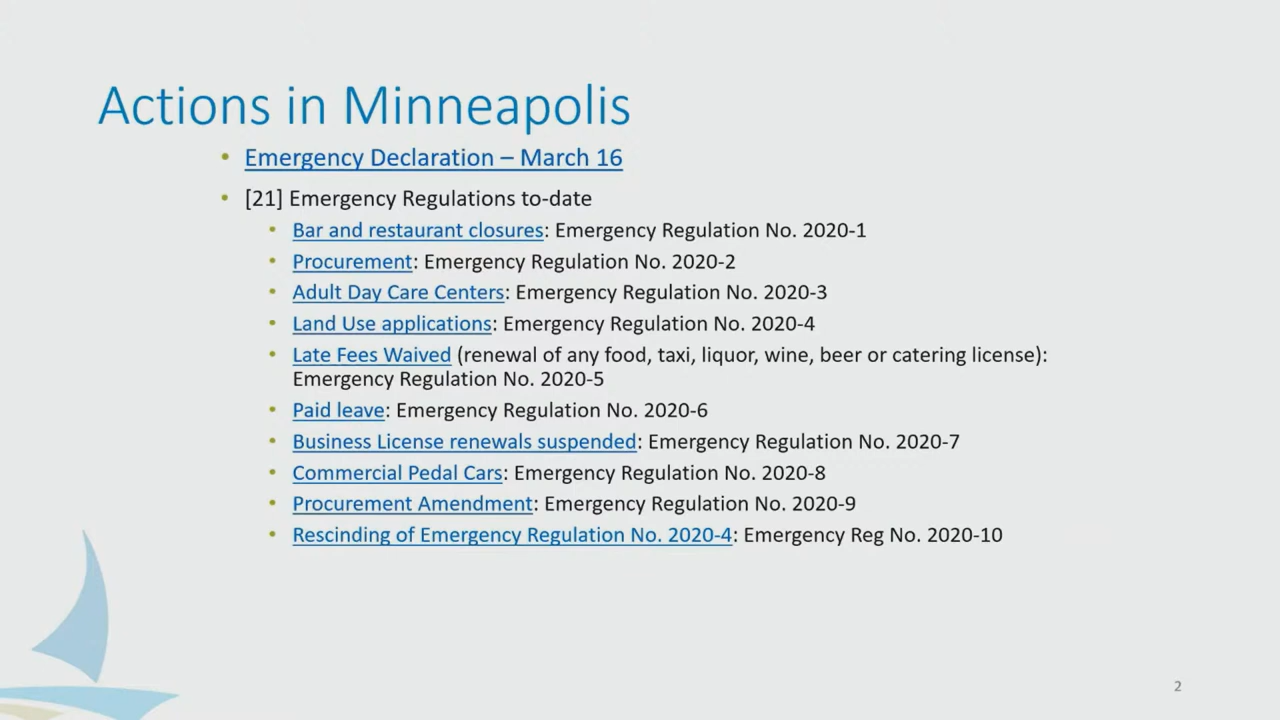 Actions in Minneapolis
• Emergency Declaration – March 16
• [21] Emergency Regulations to-date
• Bar and restaurant closures: Emergency Regulation No. 2020-1
• Procurement: Emergency Regulation No. 2020-2
• Adult Day Care Centers: Emergency Regulation No. 2020-3
• Land Use applications: Emergency Regulation No. 2020-4
• Late Fees Waived (renewal of any food, taxi, liquor, wine, beer or catering license):
Emergency Regulation No. 2020-5
• Paid leave: Emergency Regulation No. 2020-6
• Business License renewals suspended: Emergency Regulation No. 2020-7
• Commercial Pedal Cars: Emergency Regulation No. 2020-8
• Procurement Amendment: Emergency Regulation No. 2020-9
• Rescinding of Emergency Regulation No. 2020-4: Emergency Reg No. 2020-10
2